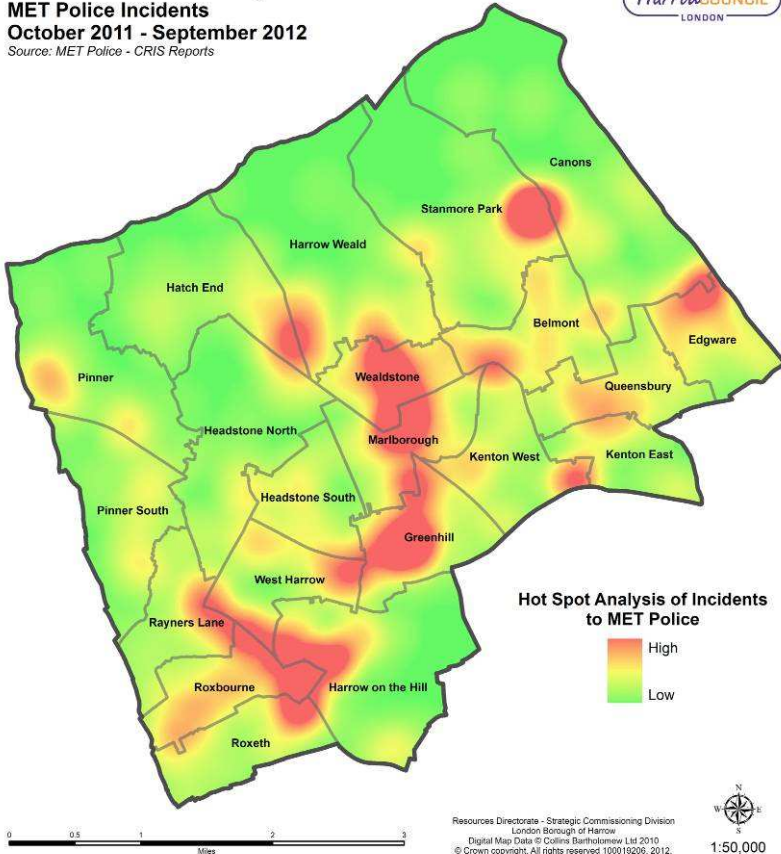 MET Police Incidents
October 2011 - September 2012
Source: MET Police - CRIS Reports
HarrowCOUNCIL
LONDON
Canons
Stanmore Park
Harrow Weald
Hatch End
Belmont
Edgware
Wealdstone
Pinner
Queensbury
Headstone North
Marlborough
Kenton West
Kenton East
Headstone South
Pinner South
Greenhill
West Harrow
Hot Spot Analysis of Incidents
to MET Police
High
Low
Rayners Lane
Roxbourne
Harrow on the Hill
Roxeth
0 0.5 1 2 3
Miles
Resources Directorate - Strategic Commissioning Division
London Borough of Harrow
Digital Map Data © Collins Bartholomew Ltd 2010
© Crown copyright. All rights reserved 100019206, 2012.
N
W E
S
1:50,000